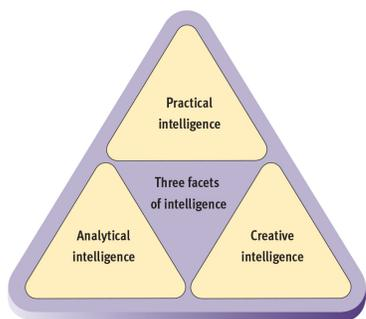 Practical
intelligence
Three facets
of intelligence
Analytical
intelligence
Creative
intelligence